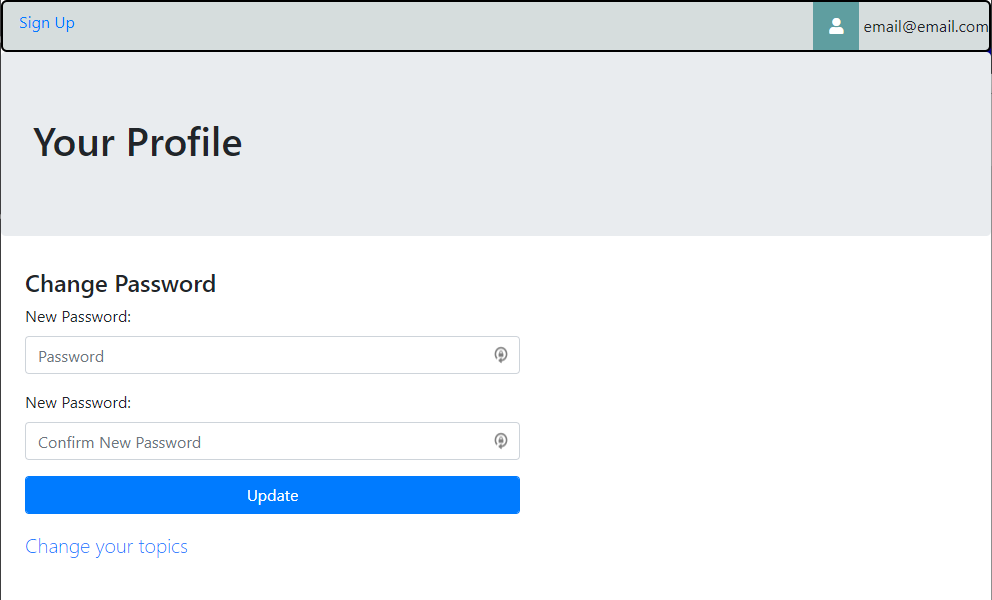 Sign Up
email@email.com
Your Profile
Change Password
New Password:
Password
New Password:
Confirm New Password
Update
Change your topics